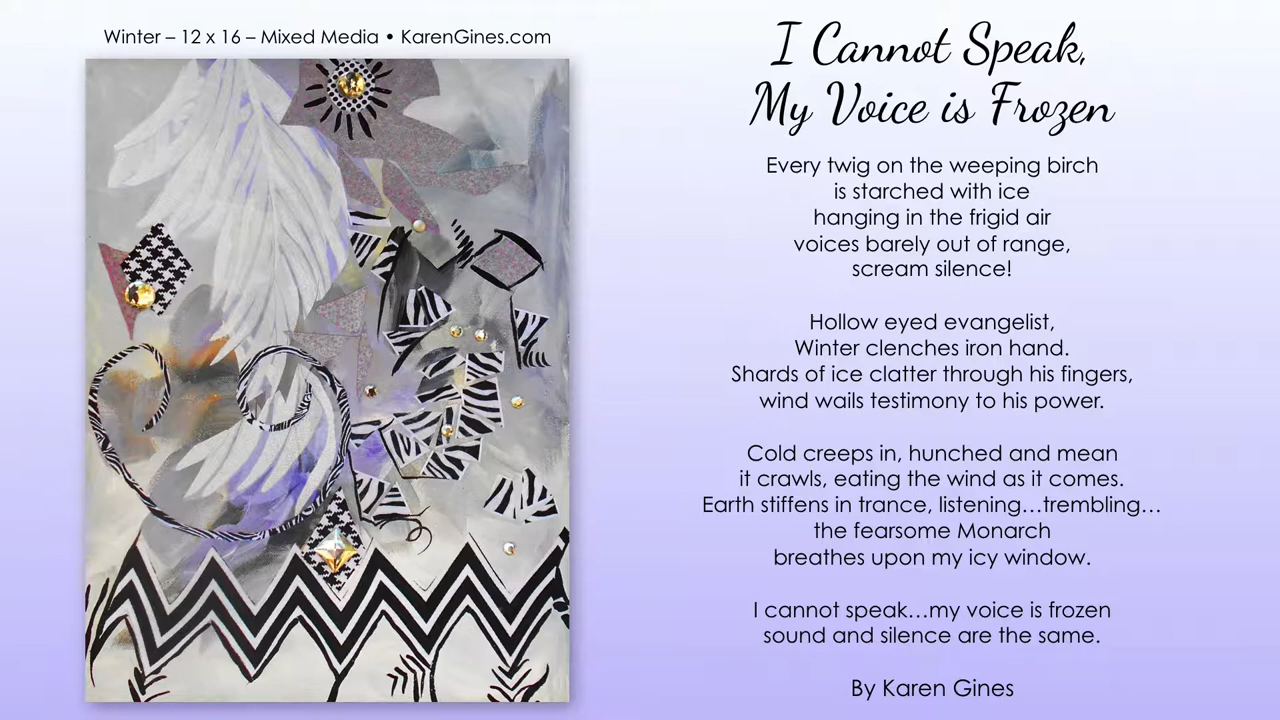 Winter – 12 x 16 – Mixed Media • KarenGines.com
I Cannot Speak,
My Voice is Frozen
Every twig on the weeping birch
is starched with ice
hanging in the frigid air
voices barely out of range,
scream silence!
Hollow eyed evangelist,
Winter clenches iron hand.
Shards of ice clatter through his fingers,
wind wails testimony to his power.
Cold creeps in, hunched and mean
it crawls, eating the wind as it comes.
Earth stiffens in trance, listening…trembling…
the fearsome Monarch
breathes upon my icy window.
I cannot speak…my voice is frozen
sound and silence are the same.
By Karen Gines